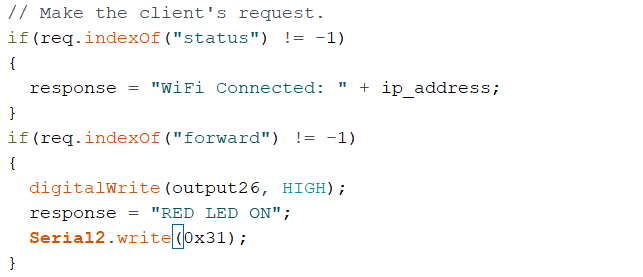 // Make the client's request.
if(req.indexOf("status") != -1)
{
  response = "WiFi Connected: " + ip_address;
}
if(req.indexOf("forward") != -1)
{
  digitalWrite(output26, HIGH);
  response = "RED LED ON";
  Serial2.write(0x31);
}